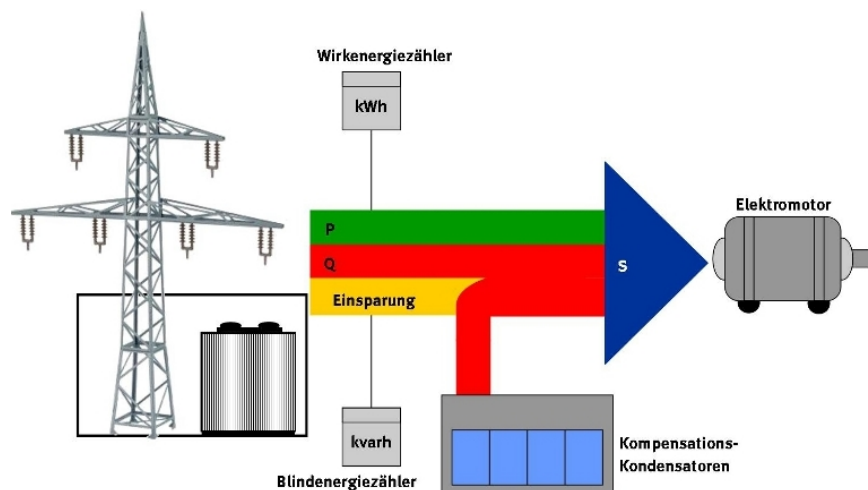 Wirkenergiezähler
kWh
P
Q
Einsparung
S
Elektromotor
kvarh
Blindenergiezähler
Kompensations-
Kondensatoren